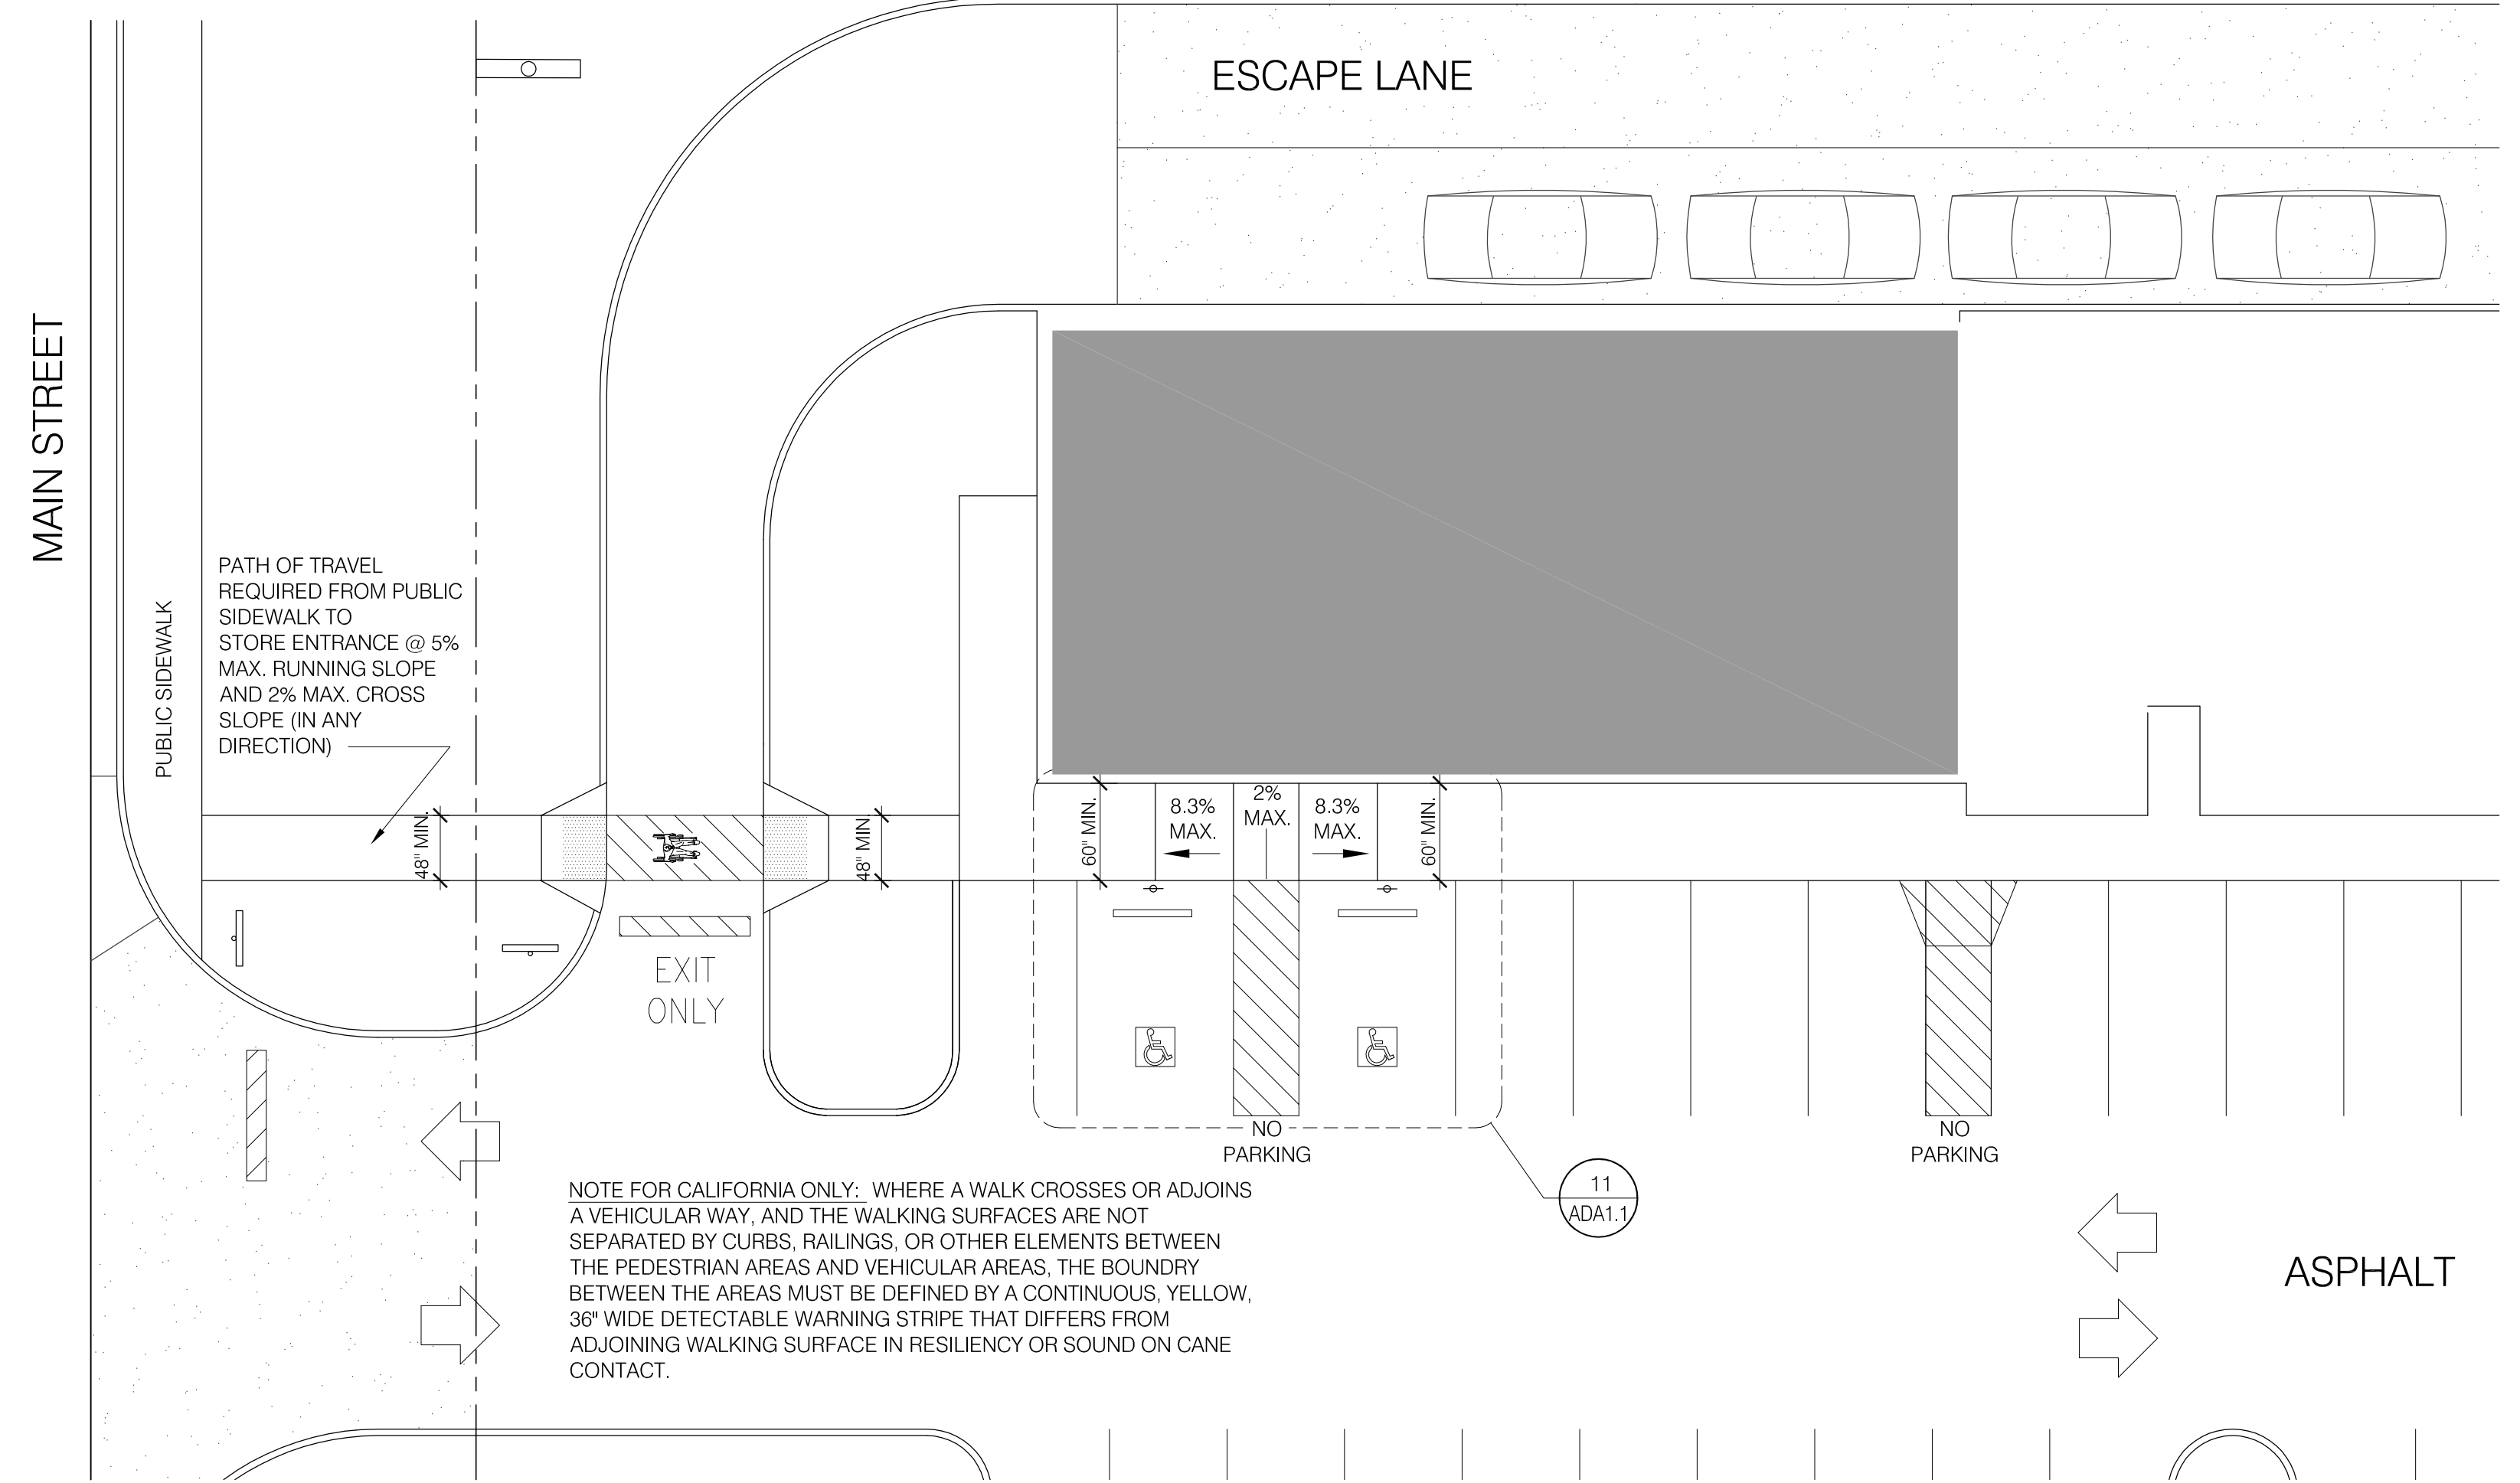 ESCAPE LANE
MAIN STREET
PUBLIC SIDEWALK
PATH OF TRAVEL
REQUIRED FROM PUBLIC
SIDEWALK TO
STORE ENTRANCE @ 5%
MAX. RUNNING SLOPE
AND 2% MAX. CROSS
SLOPE (IN ANY
DIRECTION)
48" MIN.
48" MIN.
60" MIN.
8.3%
MAX.
2%
MAX.
8.3%
MAX.
60" MIN.
EXIT
ONLY
NO
PARKING
NO
PARKING
11
ADA1.1
NOTE FOR CALIFORNIA ONLY: WHERE A WALK CROSSES OR ADJOINS
A VEHICULAR WAY, AND THE WALKING SURFACES ARE NOT
SEPARATED BY CURBS, RAILINGS, OR OTHER ELEMENTS BETWEEN
THE PEDESTRIAN AREAS AND VEHICULAR AREAS, THE BOUNDRY
BETWEEN THE AREAS MUST BE DEFINED BY A CONTINUOUS, YELLOW,
36" WIDE DETECTABLE WARNING STRIPE THAT DIFFERS FROM
ADJOINING WALKING SURFACE IN RESILIENCY OR SOUND ON CANE
CONTACT.
ASPHALT